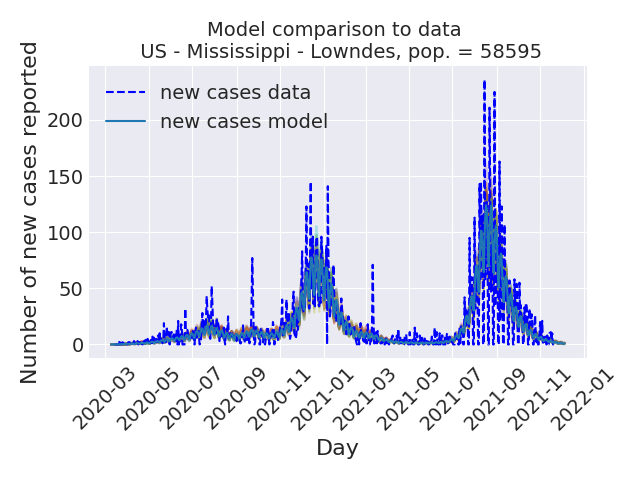 Model comparison to data
US - Mississippi - Lowndes, pop. = 58595
Number of new cases reported
new cases data
new cases model
200
150
100
50
0
2020-03
2020-05
2020-07
2020-09
2020-11
2021-01
2021-03
2021-05
2021-07
2021-09
2021-11
2022-01
Day